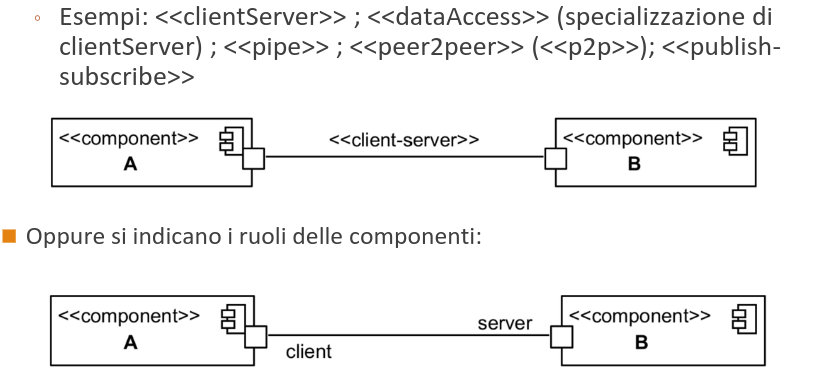 ◦ Esempi: <<clientServer>> ; <<dataAccess>> (specializzazione di
clientServer) ; <<pipe>> ; <<peer2peer>> (<<p2p>>); <<publish-
subscribe>>
<<component>>
A
<<client-server>>
<<component>>
B
■ Oppure si indicano i ruoli delle componenti:
<<component>>
A
client
server
<<component>>
B